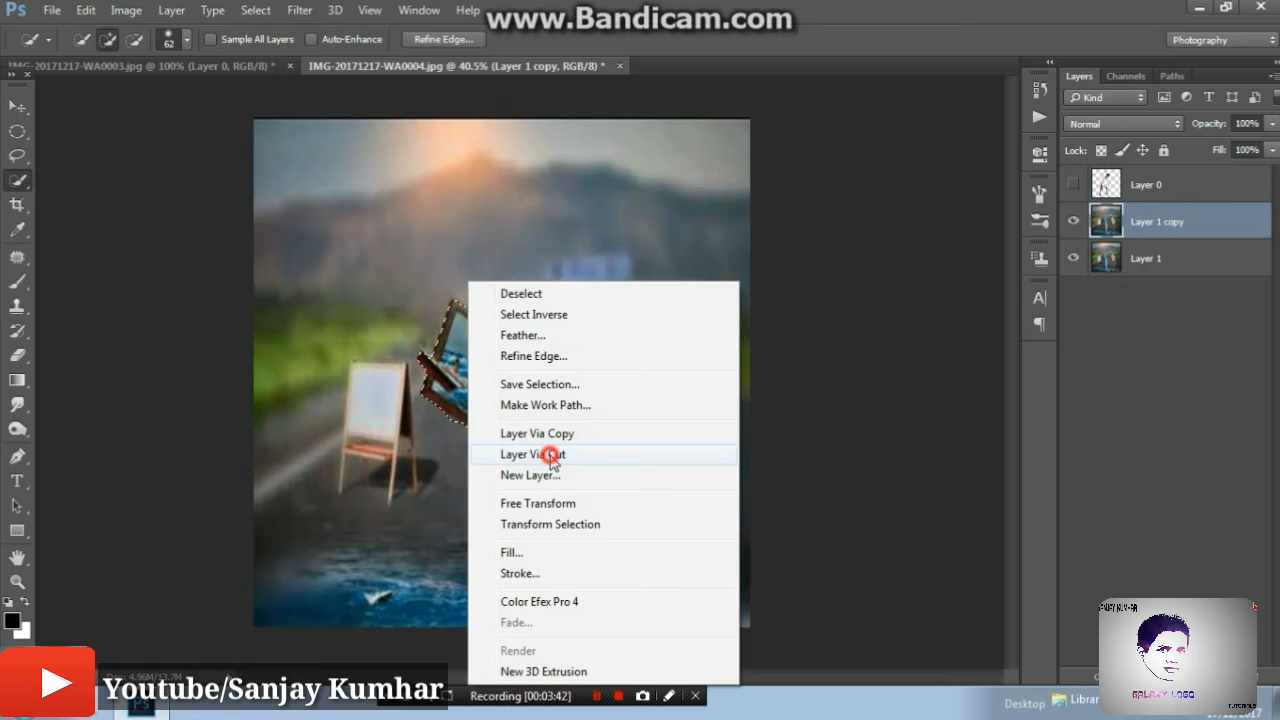 www.Bandicam.com
Ps File Edit Image Layer Type Select Filter 3D View Window Help
62 Sample All Layers Auto-Enhance Refine Edge... Photography
IMG-20171217-WA0003.jpg @ 100% (Layer 0, RGB/8) * × IMG-20171217-WA0004.jpg @ 40.5% (Layer 1 copy, RGB/8) * ×
Layers Channels Paths
Kind
Normal Opacity: 100%
Lock: Fill: 100%
Layer 0
Layer 1 copy
Layer 1
Deselect
Select Inverse
Feather...
Refine Edge...
Save Selection...
Make Work Path...
Layer Via Copy
Layer Via Cut
New Layer...
Free Transform
Transform Selection
Fill...
Stroke...
Color Efex Pro 4
Fade...
Render
New 3D Extrusion
Youtube/Sanjay Kumhar
Recording [00:03:42]
Desktop
GALAXY LOGO
TUTORIALS